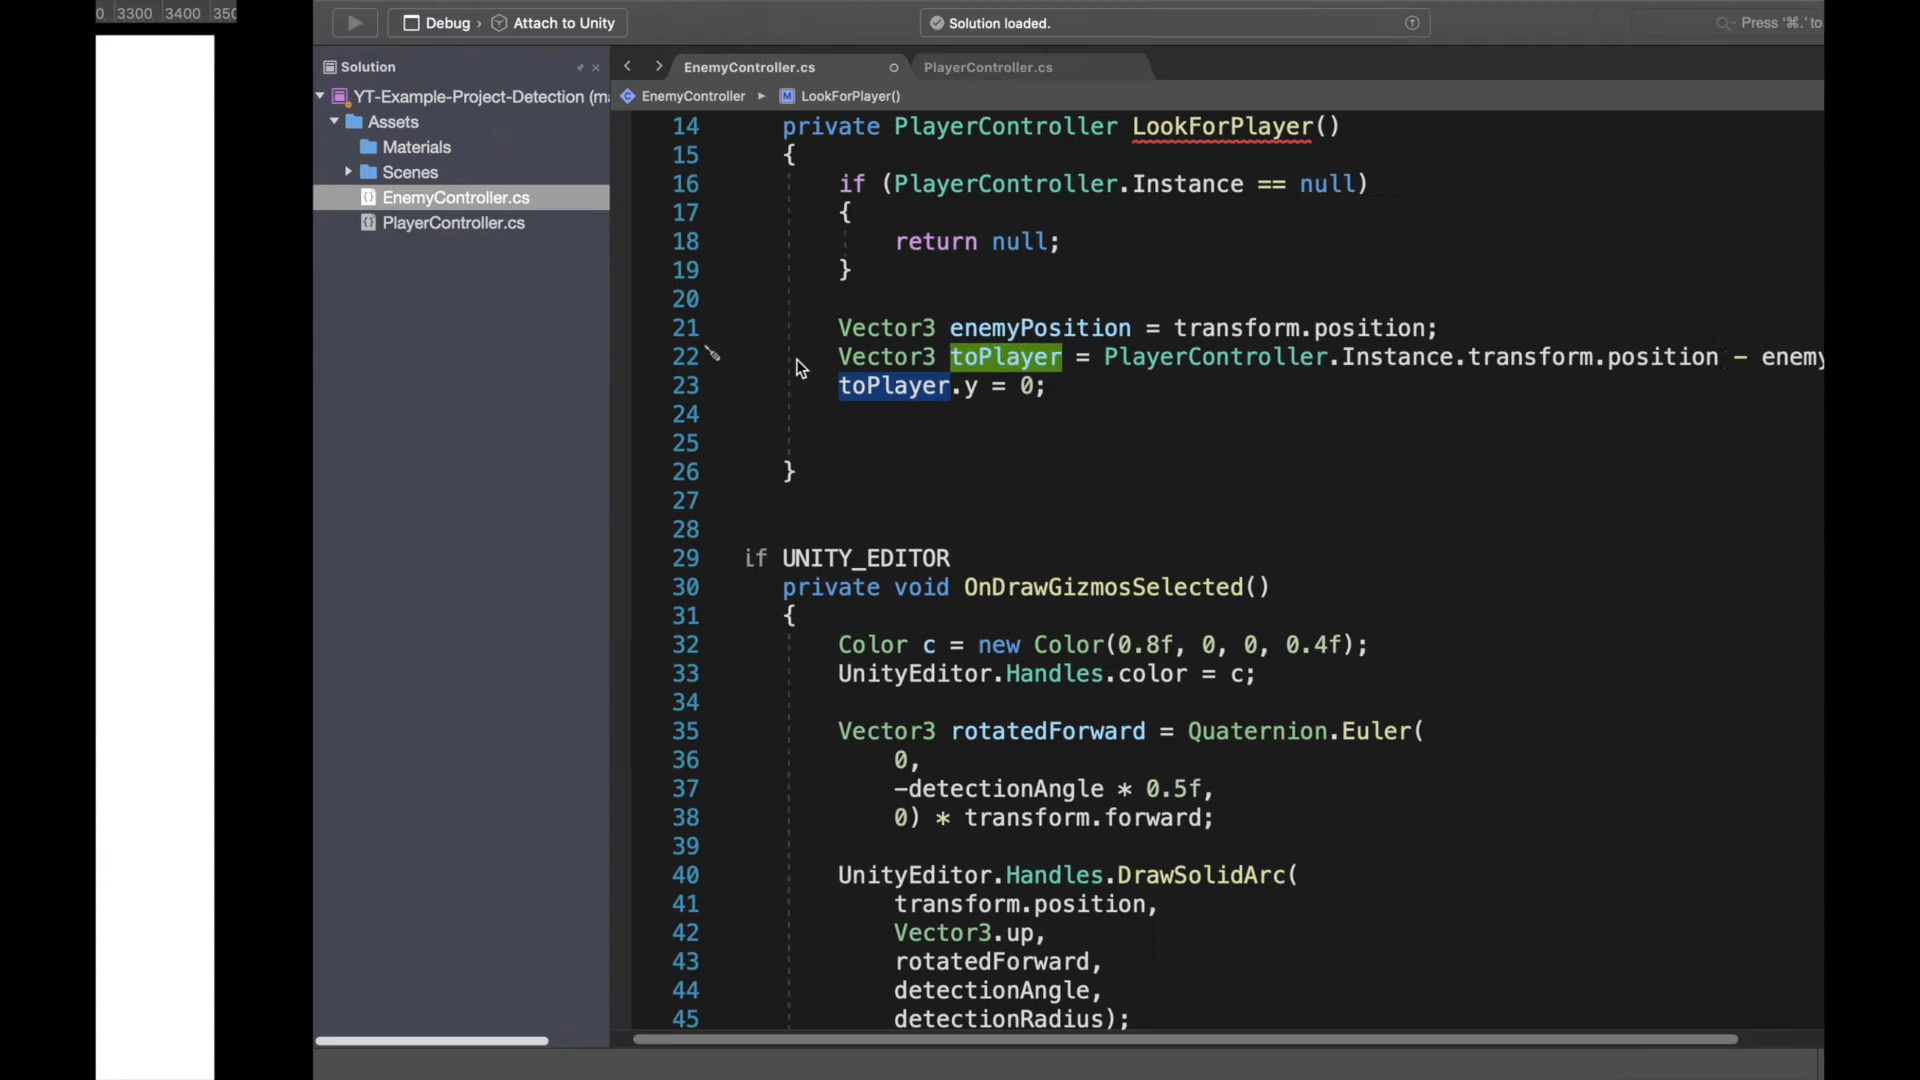 0 3300 3400 350
Debug › Attach to Unity
Solution loaded.
Press '⌘.' to
Solution
EnemyController.cs
PlayerController.cs
YT-Example-Project-Detection (ma
EnemyController ▸ LookForPlayer()
Assets
Materials
Scenes
EnemyController.cs
PlayerController.cs
14 private PlayerController LookForPlayer()
15 {
16 if (PlayerController.Instance == null)
17 {
18 return null;
19 }
20
21 Vector3 enemyPosition = transform.position;
22 Vector3 toPlayer = PlayerController.Instance.transform.position - enemy
23 toPlayer.y = 0;
24
25
26 }
27
28
29 if UNITY_EDITOR
30 private void OnDrawGizmosSelected()
31 {
32 Color c = new Color(0.8f, 0, 0, 0.4f);
33 UnityEditor.Handles.color = c;
34
35 Vector3 rotatedForward = Quaternion.Euler(
36 0,
37 -detectionAngle * 0.5f,
38 0) * transform.forward;
39
40 UnityEditor.Handles.DrawSolidArc(
41 transform.position,
42 Vector3.up,
43 rotatedForward,
44 detectionAngle,
45 detectionRadius);